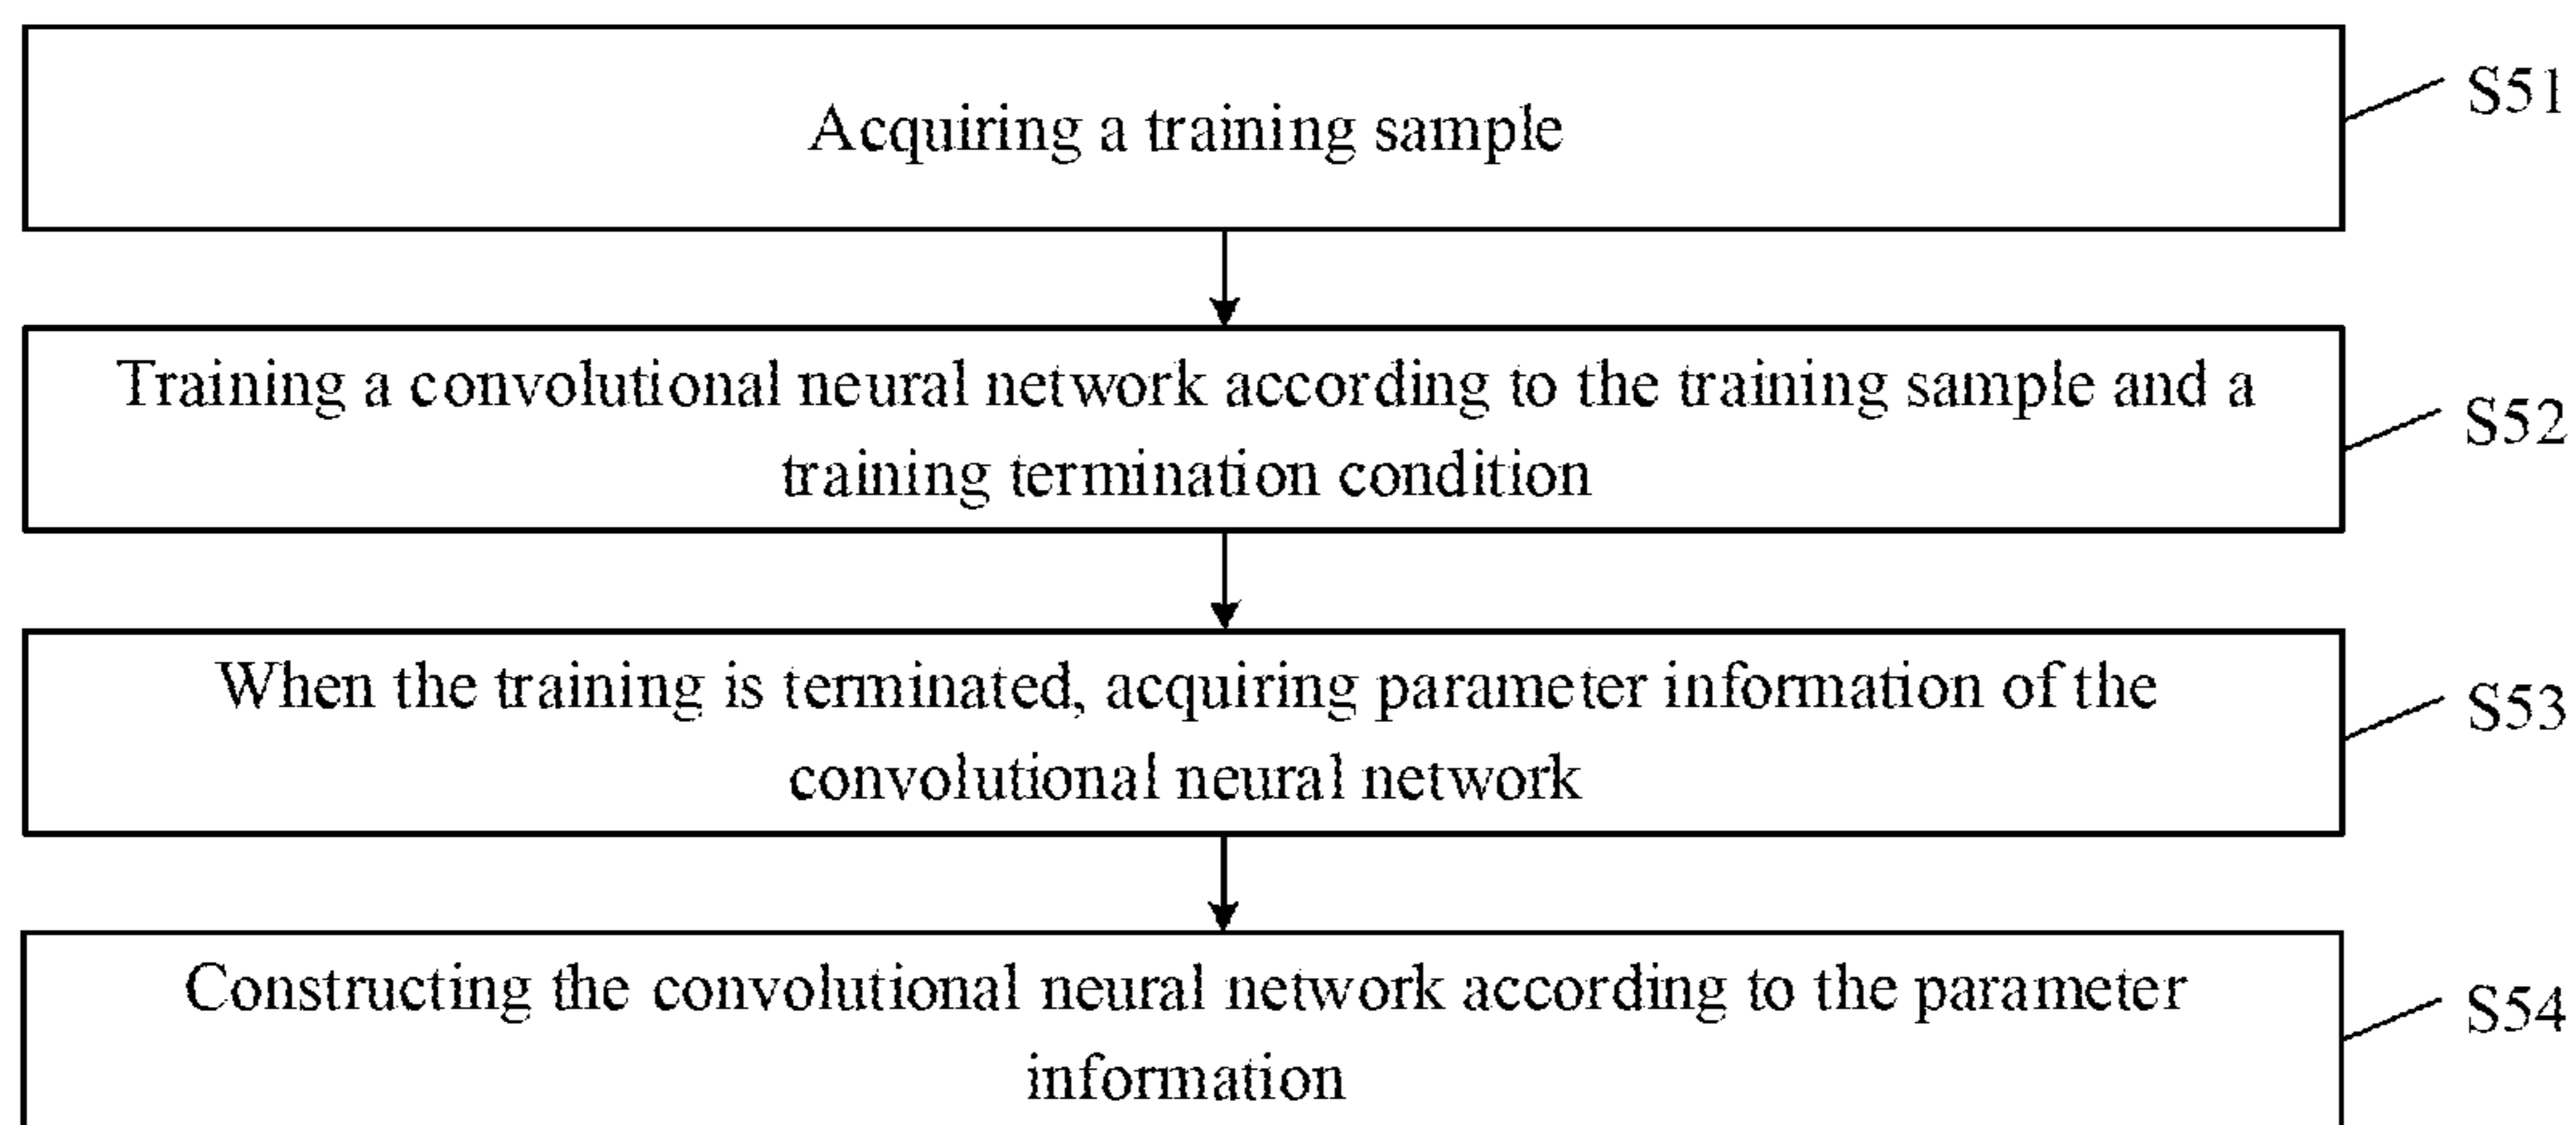 Acquiring a training sample
S51
Training a convolutional neural network according to the training sample and a
training termination condition
S52
When the training is terminated, acquiring parameter information of the
convolutional neural network
S53
Constructing the convolutional neural network according to the parameter
information
S54